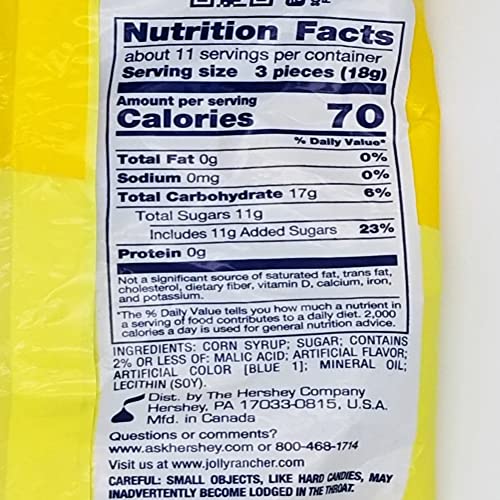 Nutrition Facts
about 11 servings per container
Serving size 3 pieces (18g)
Amount per serving
Calories 70
% Daily Value*
Total Fat 0g 0%
Sodium 0mg 0%
Total Carbohydrate 17g 6%
Total Sugars 11g
Includes 11g Added Sugars 23%
Protein 0g
Not a significant source of saturated fat, trans fat,
cholesterol, dietary fiber, vitamin D, calcium, iron,
and potassium.
*The % Daily Value tells you how much a nutrient in
a serving of food contributes to a daily diet. 2,000
calories a day is used for general nutrition advice.
INGREDIENTS: CORN SYRUP; SUGAR; CONTAINS
2% OR LESS OF: MALIC ACID; ARTIFICIAL FLAVOR;
ARTIFICIAL COLOR [BLUE 1]; MINERAL OIL;
LECITHIN (SOY).
Dist. by The Hershey Company
Hershey, PA 17033-0815, U.S.A.
Mfd. in Canada
Questions or comments?
www.askhershey.com or 800-468-1714
Visit us at www.jollyrancher.com
CAREFUL: SMALL OBJECTS, LIKE HARD CANDIES, MAY
INADVERTENTLY BECOME LODGED IN THE THROAT.